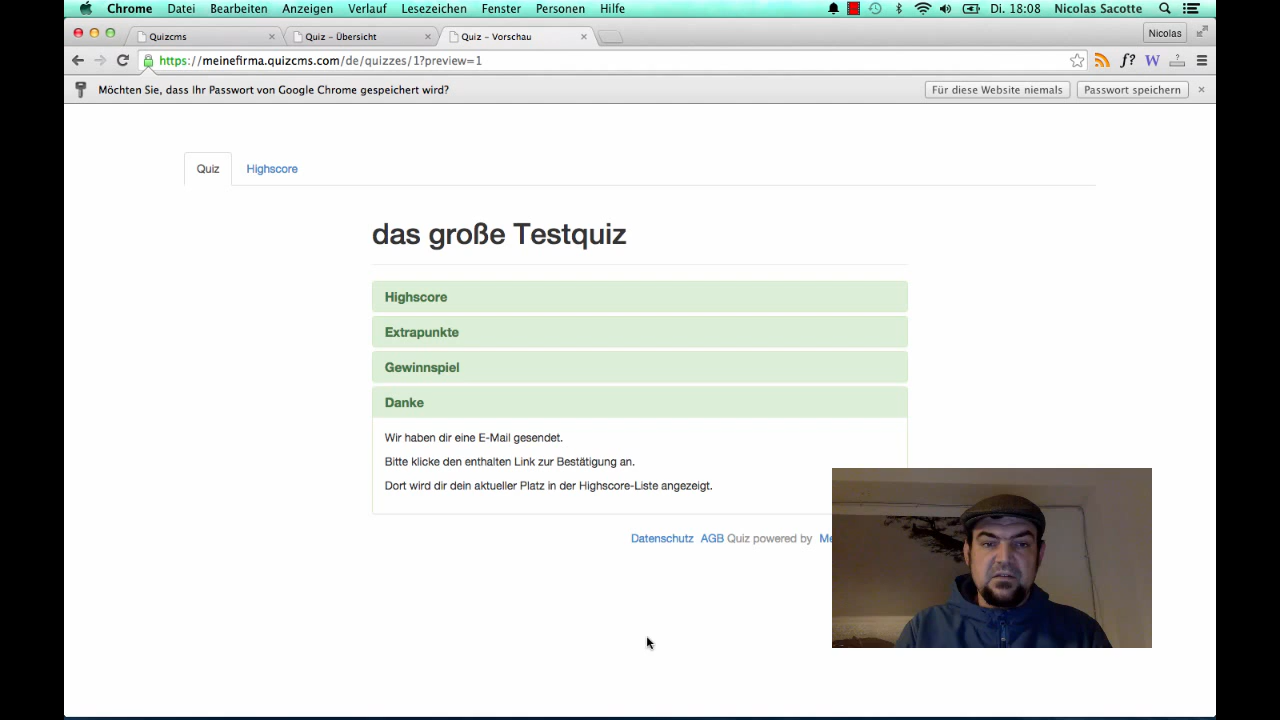 Chrome Datei Bearbeiten Anzeigen Verlauf Lesezeichen Fenster Personen Hilfe Di. 18:08 Nicolas Sacotte
Quizcms Quiz – Übersicht Quiz – Vorschau Nicolas
https://meinefirma.quizcms.com/de/quizzes/1?preview=1 f? W
Möchten Sie, dass Ihr Passwort von Google Chrome gespeichert wird? Für diese Website niemals Passwort speichern
Quiz Highscore
das große Testquiz
Highscore
Extrapunkte
Gewinnspiel
Danke
Wir haben dir eine E-Mail gesendet.
Bitte klicke den enthalten Link zur Bestätigung an.
Dort wird dir dein aktueller Platz in der Highscore-Liste angezeigt.
Datenschutz AGB Quiz powered by